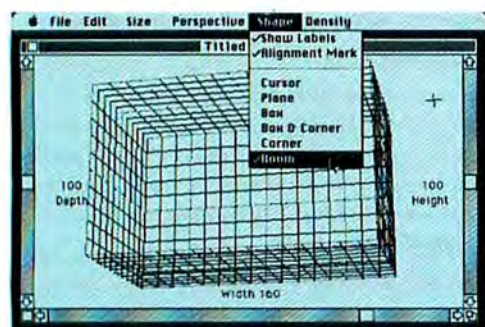 File Edit Size Perspective Shape Density
Titled
✓Show Labels
✓Alignment Mark
Cursor
Plane
Box
Box & Corner
Corner
✓Room
100
Depth
100
Height
Width 160